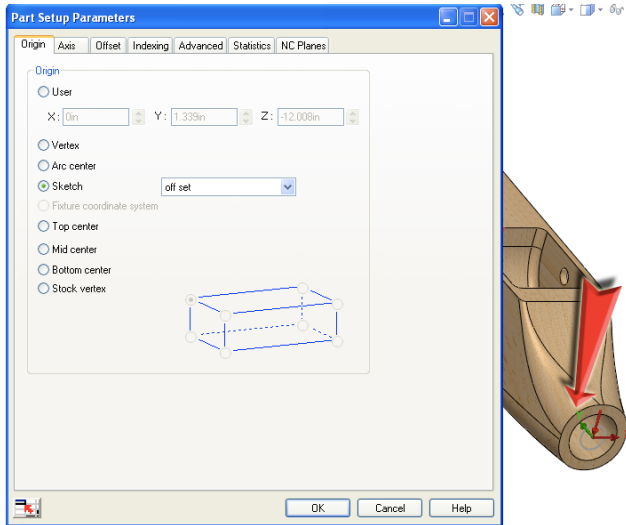 Part Setup Parameters
Origin Axis Offset Indexing Advanced Statistics NC Planes
Origin
User
X: 0in Y: 1.339in Z: -12.008in
Vertex
Arc center
Sketch off set
Fixture coordinate system
Top center
Mid center
Bottom center
Stock vertex
OK Cancel Help